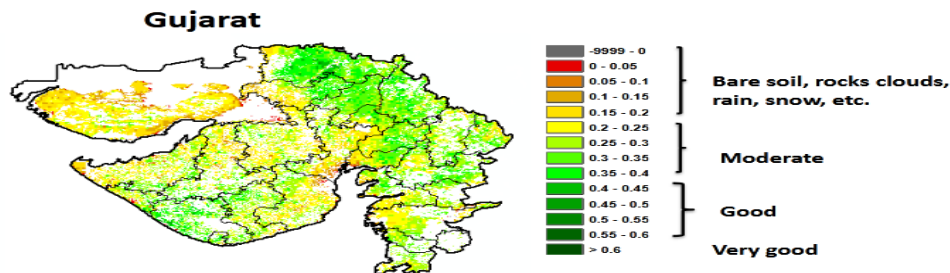 Gujarat
-9999 - 0
0 - 0.05
0.05 - 0.1
0.1 - 0.15
0.15 - 0.2
0.2 - 0.25
0.25 - 0.3
0.3 - 0.35
0.35 - 0.4
0.4 - 0.45
0.45 - 0.5
0.5 - 0.55
0.55 - 0.6
> 0.6
Bare soil, rocks clouds,
rain, snow, etc.
Moderate
Good
Very good